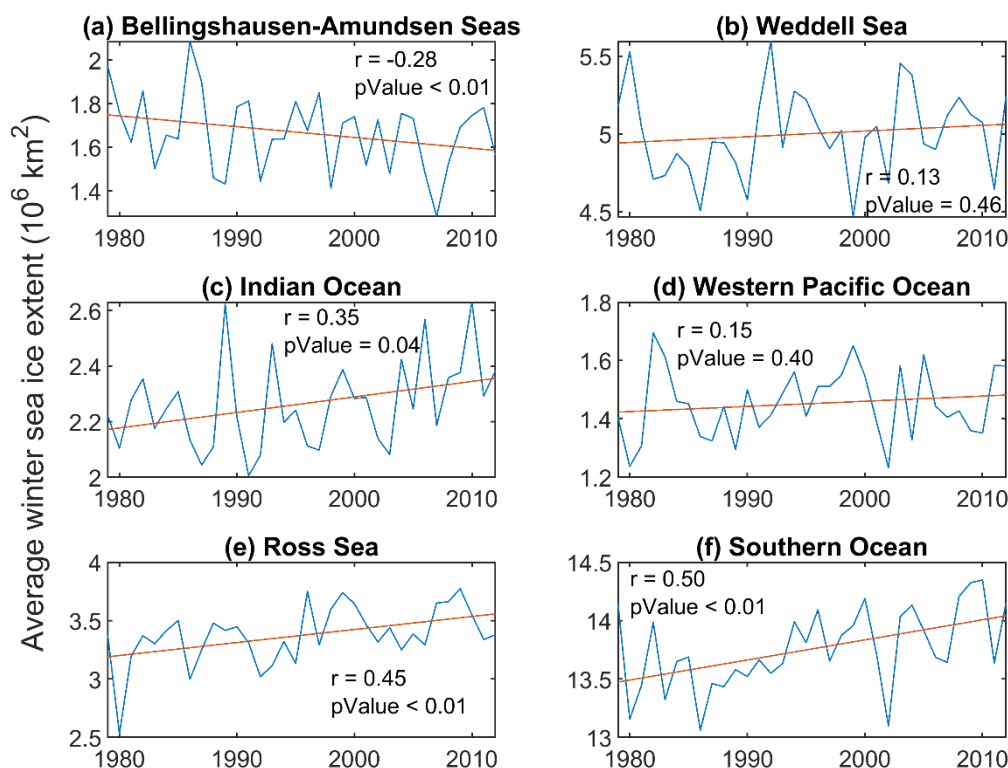 Average winter sea ice extent (10^6 km^2)
(a) Bellingshausen-Amundsen Seas
2
1.8
1.6
1.4
r = -0.28
pValue < 0.01
1980 1990 2000 2010
(b) Weddell Sea
5.5
5
4.5
r = 0.13
pValue = 0.46
1980 1990 2000 2010
(c) Indian Ocean
2.6
2.4
2.2
2
r = 0.35
pValue = 0.04
1980 1990 2000 2010
(d) Western Pacific Ocean
1.8
1.6
1.4
1.2
r = 0.15
pValue = 0.40
1980 1990 2000 2010
(e) Ross Sea
4
3.5
3
2.5
r = 0.45
pValue < 0.01
1980 1990 2000 2010
(f) Southern Ocean
14.5
14
13.5
13
r = 0.50
pValue < 0.01
1980 1990 2000 2010